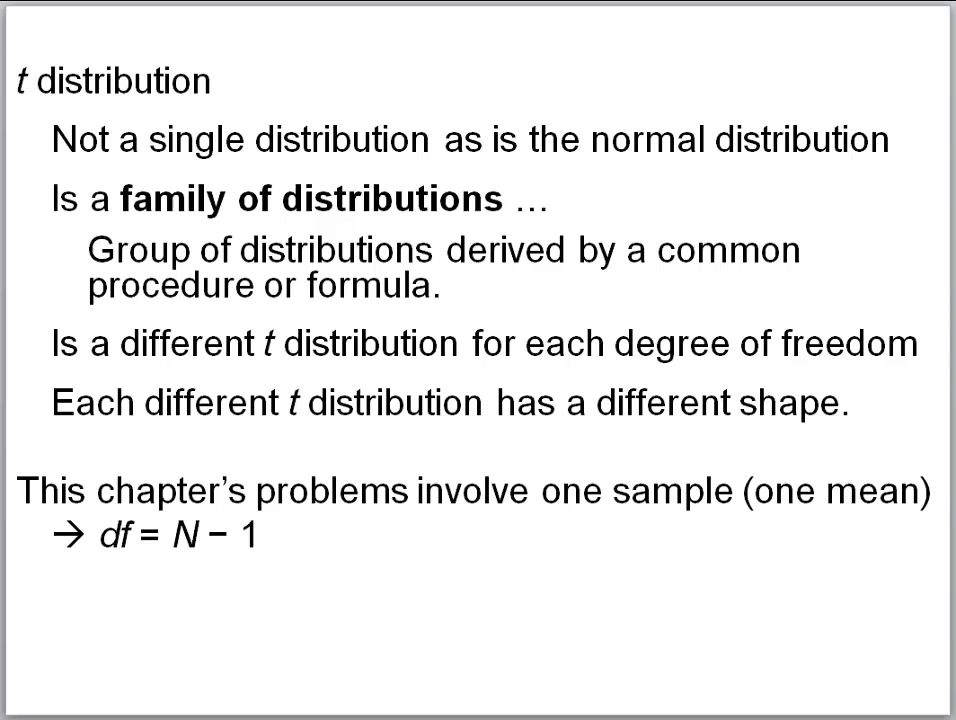 t distribution
Not a single distribution as is the normal distribution
Is a family of distributions …
Group of distributions derived by a common
procedure or formula.
Is a different t distribution for each degree of freedom
Each different t distribution has a different shape.
This chapter’s problems involve one sample (one mean)
→ df = N − 1